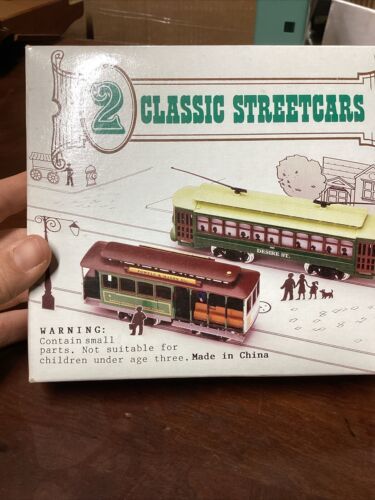 2 CLASSIC STREETCARS
DESIRE ST.
WARNING:
Contain small
parts. Not suitable for
children under age three. Made in China